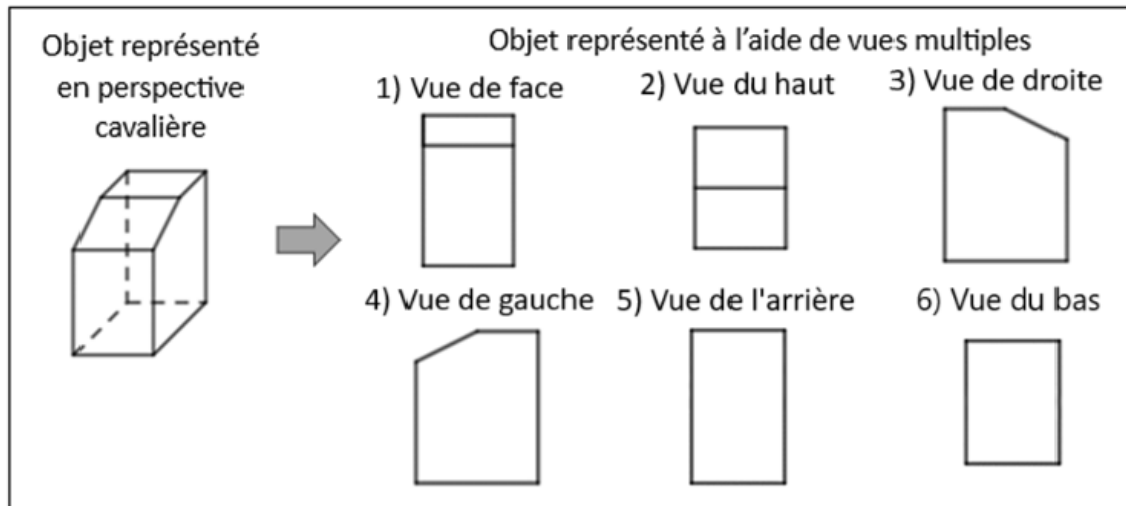 Objet représenté
en perspective
cavalière
Objet représenté à l'aide de vues multiples
1) Vue de face
2) Vue du haut
3) Vue de droite
4) Vue de gauche
5) Vue de l'arrière
6) Vue du bas